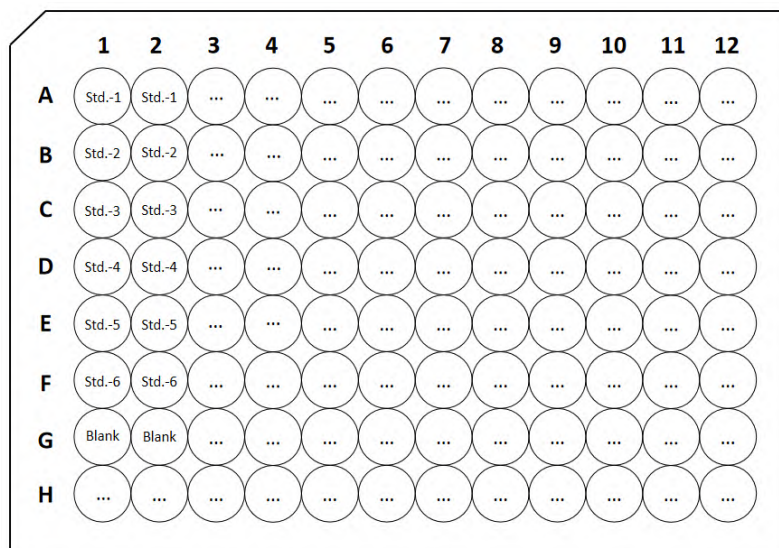 1 2 3 4 5 6 7 8 9 10 11 12
A Std.-1 Std.-1 ... ... ... ... ... ... ... ... ... ...
B Std.-2 Std.-2 ... ... ... ... ... ... ... ... ... ...
C Std.-3 Std.-3 ... ... ... ... ... ... ... ... ... ...
D Std.-4 Std.-4 ... ... ... ... ... ... ... ... ... ...
E Std.-5 Std.-5 ... ... ... ... ... ... ... ... ... ...
F Std.-6 Std.-6 ... ... ... ... ... ... ... ... ... ...
G Blank Blank ... ... ... ... ... ... ... ... ... ...
H ... ... ... ... ... ... ... ... ... ... ... ...